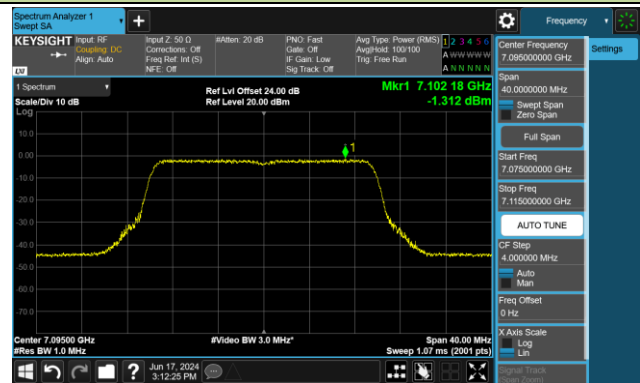 Spectrum Analyzer 1
Swept SA
+
Frequency
KEYSIGHT
Input: RF
Coupling: DC
Align: Auto
Input Z: 50 Ω
Corrections: Off
Freq Ref: Int (S)
NFE: Off
#Atten: 20 dB
PNO: Fast
Gate: Off
IF Gain: Low
Sig Track: Off
Avg Type: Power (RMS)
Avg|Hold: 100/100
Trig: Free Run
1 2 3 4 5 6
A W W W W W
A N N N N N
LXI
1 Spectrum
Scale/Div 10 dB
Log
Ref Lvl Offset 24.00 dB
Ref Level 20.00 dBm
Mkr1 7.102 18 GHz
-1.312 dBm
10.0
0.00
-10.0
-20.0
-30.0
-40.0
-50.0
-60.0
-70.0
1
Center 7.09500 GHz
#Res BW 1.0 MHz
#Video BW 3.0 MHz*
Span 40.00 MHz
Sweep 1.07 ms (2001 pts)
Jun 17, 2024
3:12:25 PM
?
Center Frequency
7.095000000 GHz
Settings
Span
40.0000000 MHz
Swept Span
Zero Span
Full Span
Start Freq
7.075000000 GHz
Stop Freq
7.115000000 GHz
AUTO TUNE
CF Step
4.000000 MHz
Auto
Man
Freq Offset
0 Hz
X Axis Scale
Log
Lin
Signal Track
(Span Zoom)